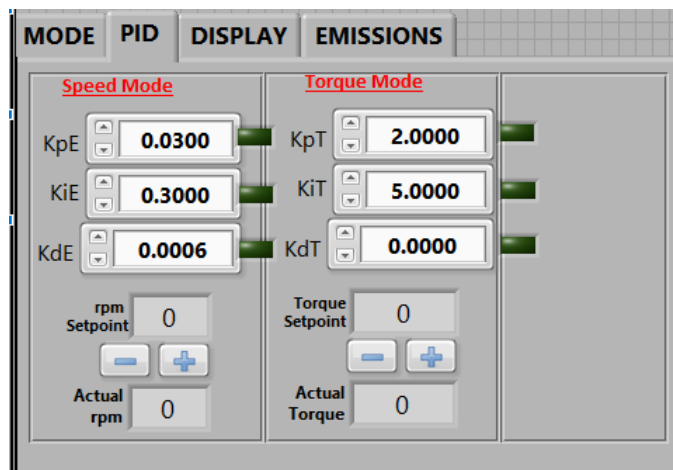 MODE PID DISPLAY EMISSIONS
Speed Mode
KpE 0.0300
KiE 0.3000
KdE 0.0006
rpm
Setpoint 0
Actual
rpm 0
Torque Mode
KpT 2.0000
KiT 5.0000
KdT 0.0000
Torque
Setpoint 0
Actual
Torque 0